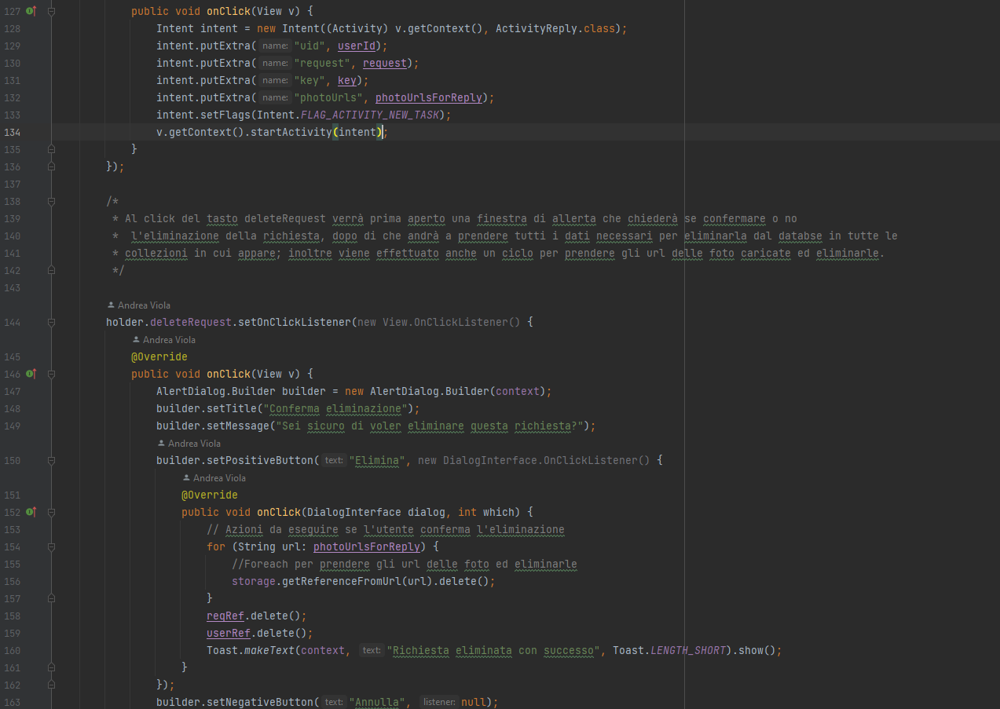 127 public void onClick(View v) {
128 Intent intent = new Intent((Activity) v.getContext(), ActivityReply.class);
129 intent.putExtra( name: "uid", userId);
130 intent.putExtra( name: "request", request);
131 intent.putExtra( name: "key", key);
132 intent.putExtra( name: "photoUrls", photoUrlsForReply);
133 intent.setFlags(Intent.FLAG_ACTIVITY_NEW_TASK);
134 v.getContext().startActivity(intent);
135 }
136 });
137
138 /*
139 * Al click del tasto deleteRequest verrà prima aperto una finestra di allerta che chiederà se confermare o no
140 * l'eliminazione della richiesta, dopo di che andrà a prendere tutti i dati necessari per eliminarla dal databse in tutte le
141 * collezioni in cui appare; inoltre viene effettuato anche un ciclo per prendere gli url delle foto caricate ed eliminarle.
142 */
143
Andrea Viola
144 holder.deleteRequest.setOnClickListener(new View.OnClickListener() {
Andrea Viola
145 @Override
146 public void onClick(View v) {
147 AlertDialog.Builder builder = new AlertDialog.Builder(context);
148 builder.setTitle("Conferma eliminazione");
149 builder.setMessage("Sei sicuro di voler eliminare questa richiesta?");
Andrea Viola
150 builder.setPositiveButton( text: "Elimina", new DialogInterface.OnClickListener() {
Andrea Viola
151 @Override
152 public void onClick(DialogInterface dialog, int which) {
153 // Azioni da eseguire se l'utente conferma l'eliminazione
154 for (String url: photoUrlsForReply) {
155 //Foreach per prendere gli url delle foto ed eliminarle
156 storage.getReferenceFromUrl(url).delete();
157 }
158 reqRef.delete();
159 userRef.delete();
160 Toast.makeText(context, text: "Richiesta eliminata con successo", Toast.LENGTH_SHORT).show();
161 }
162 });
163 builder.setNegativeButton( text: "Annulla", listener: null);